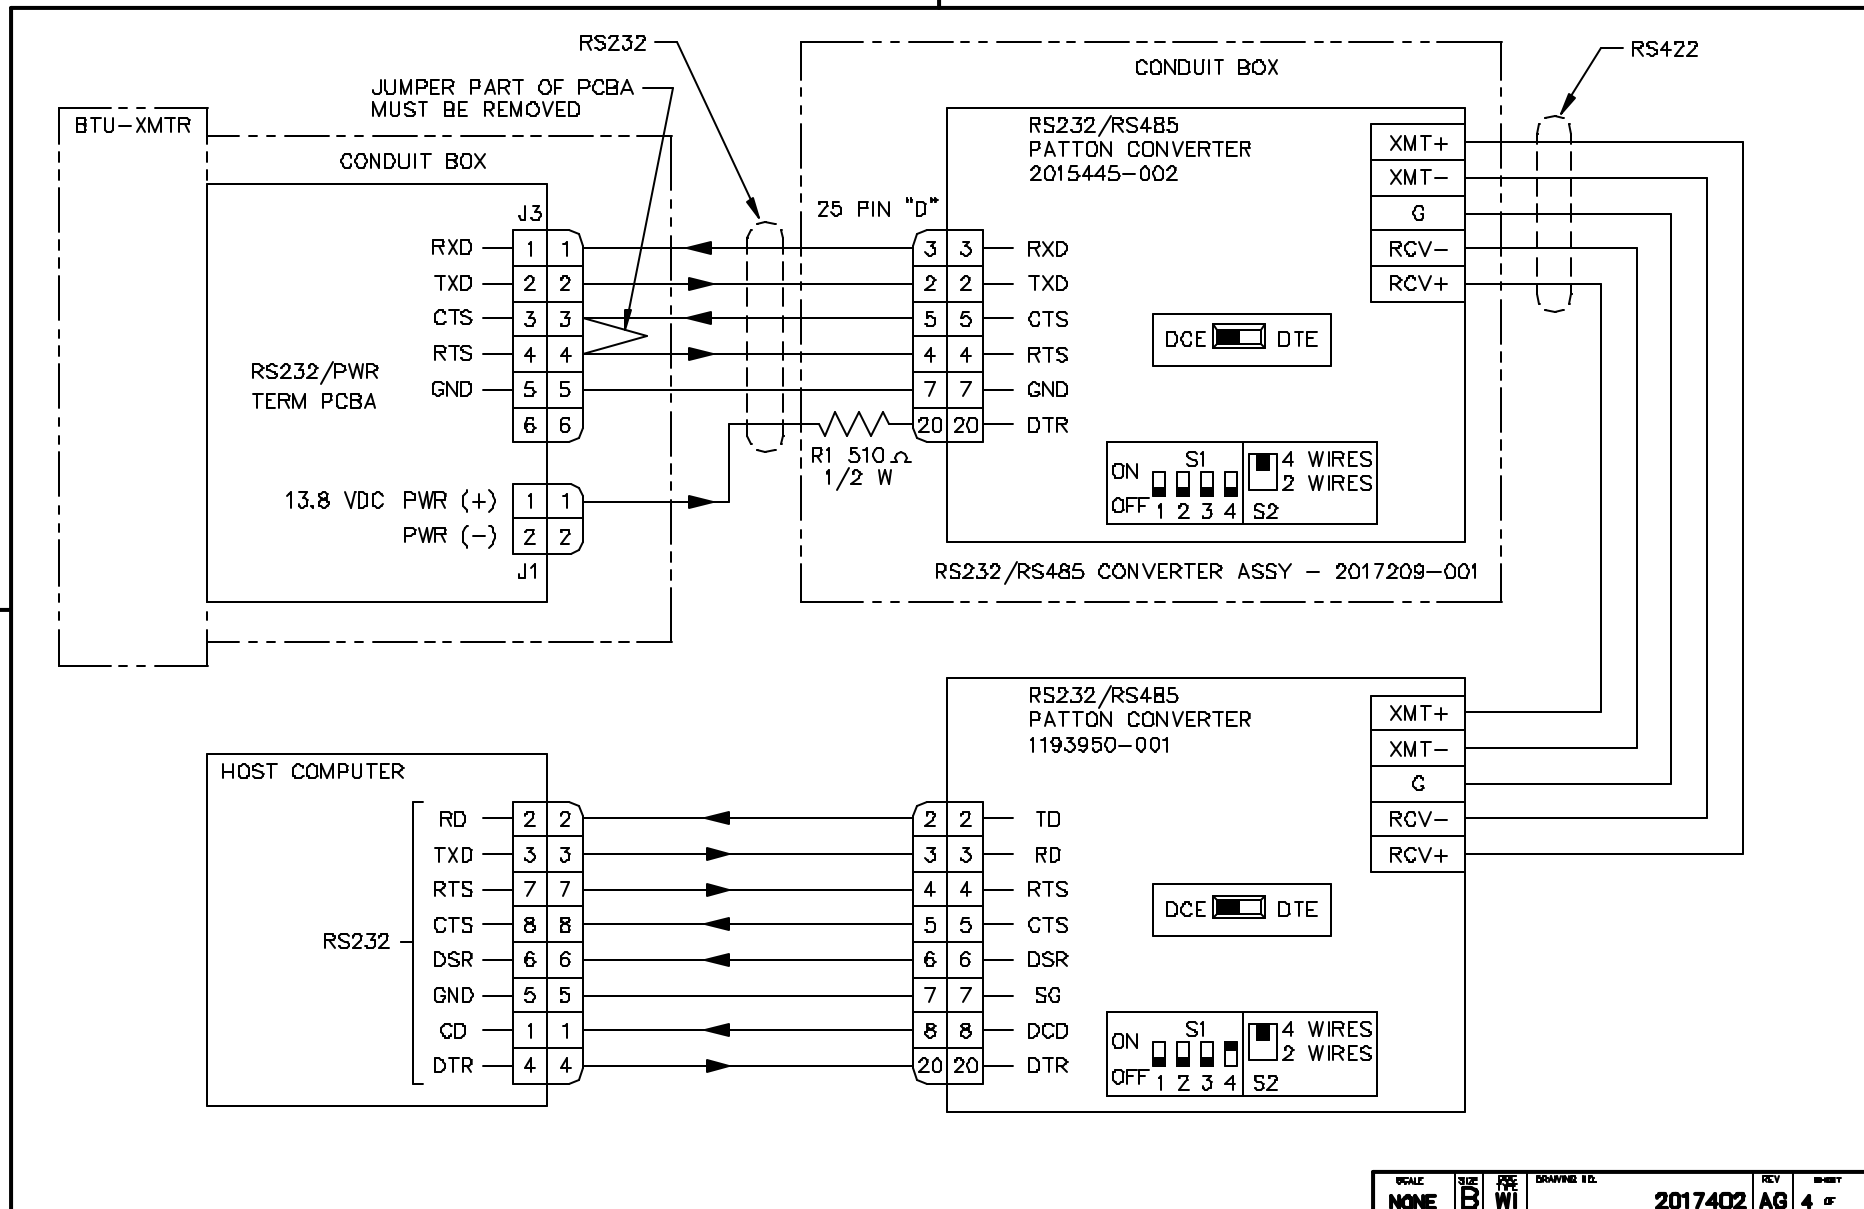 RS232
JUMPER PART OF PCBA
MUST BE REMOVED
CONDUIT BOX
RS422
BTU-XMTR
CONDUIT BOX
RS232/RS485
PATTON CONVERTER
2015445-002
XMT+
XMT-
G
RCV-
RCV+
25 PIN "D"
J3
RXD 1 1 3 3 RXD
TXD 2 2 2 2 TXD
CTS 3 3 5 5 CTS
RTS 4 4 4 4 RTS
GND 5 5 7 7 GND
6 6 20 20 DTR
RS232/PWR
TERM PCBA
DCE DTE
R1 510 Ω
1/2 W
ON S1 4 WIRES
2 WIRES
OFF 1 2 3 4 S2
13.8 VDC PWR (+) 1 1
PWR (-) 2 2
J1
RS232/RS485 CONVERTER ASSY - 2017209-001
RS232/RS485
PATTON CONVERTER
1193950-001
XMT+
XMT-
G
RCV-
RCV+
HOST COMPUTER
RS232
RD 2 2 2 2 TD
TXD 3 3 3 3 RD
RTS 7 7 4 4 RTS
CTS 8 8 5 5 CTS
DSR 6 6 6 6 DSR
GND 5 5 7 7 SG
CD 1 1 8 8 DCD
DTR 4 4 20 20 DTR
DCE DTE
ON S1 4 WIRES
2 WIRES
OFF 1 2 3 4 S2
SCALE SIZE DRAWING NO. REV SHEET
NONE B WI 2017402 AG 4 OF